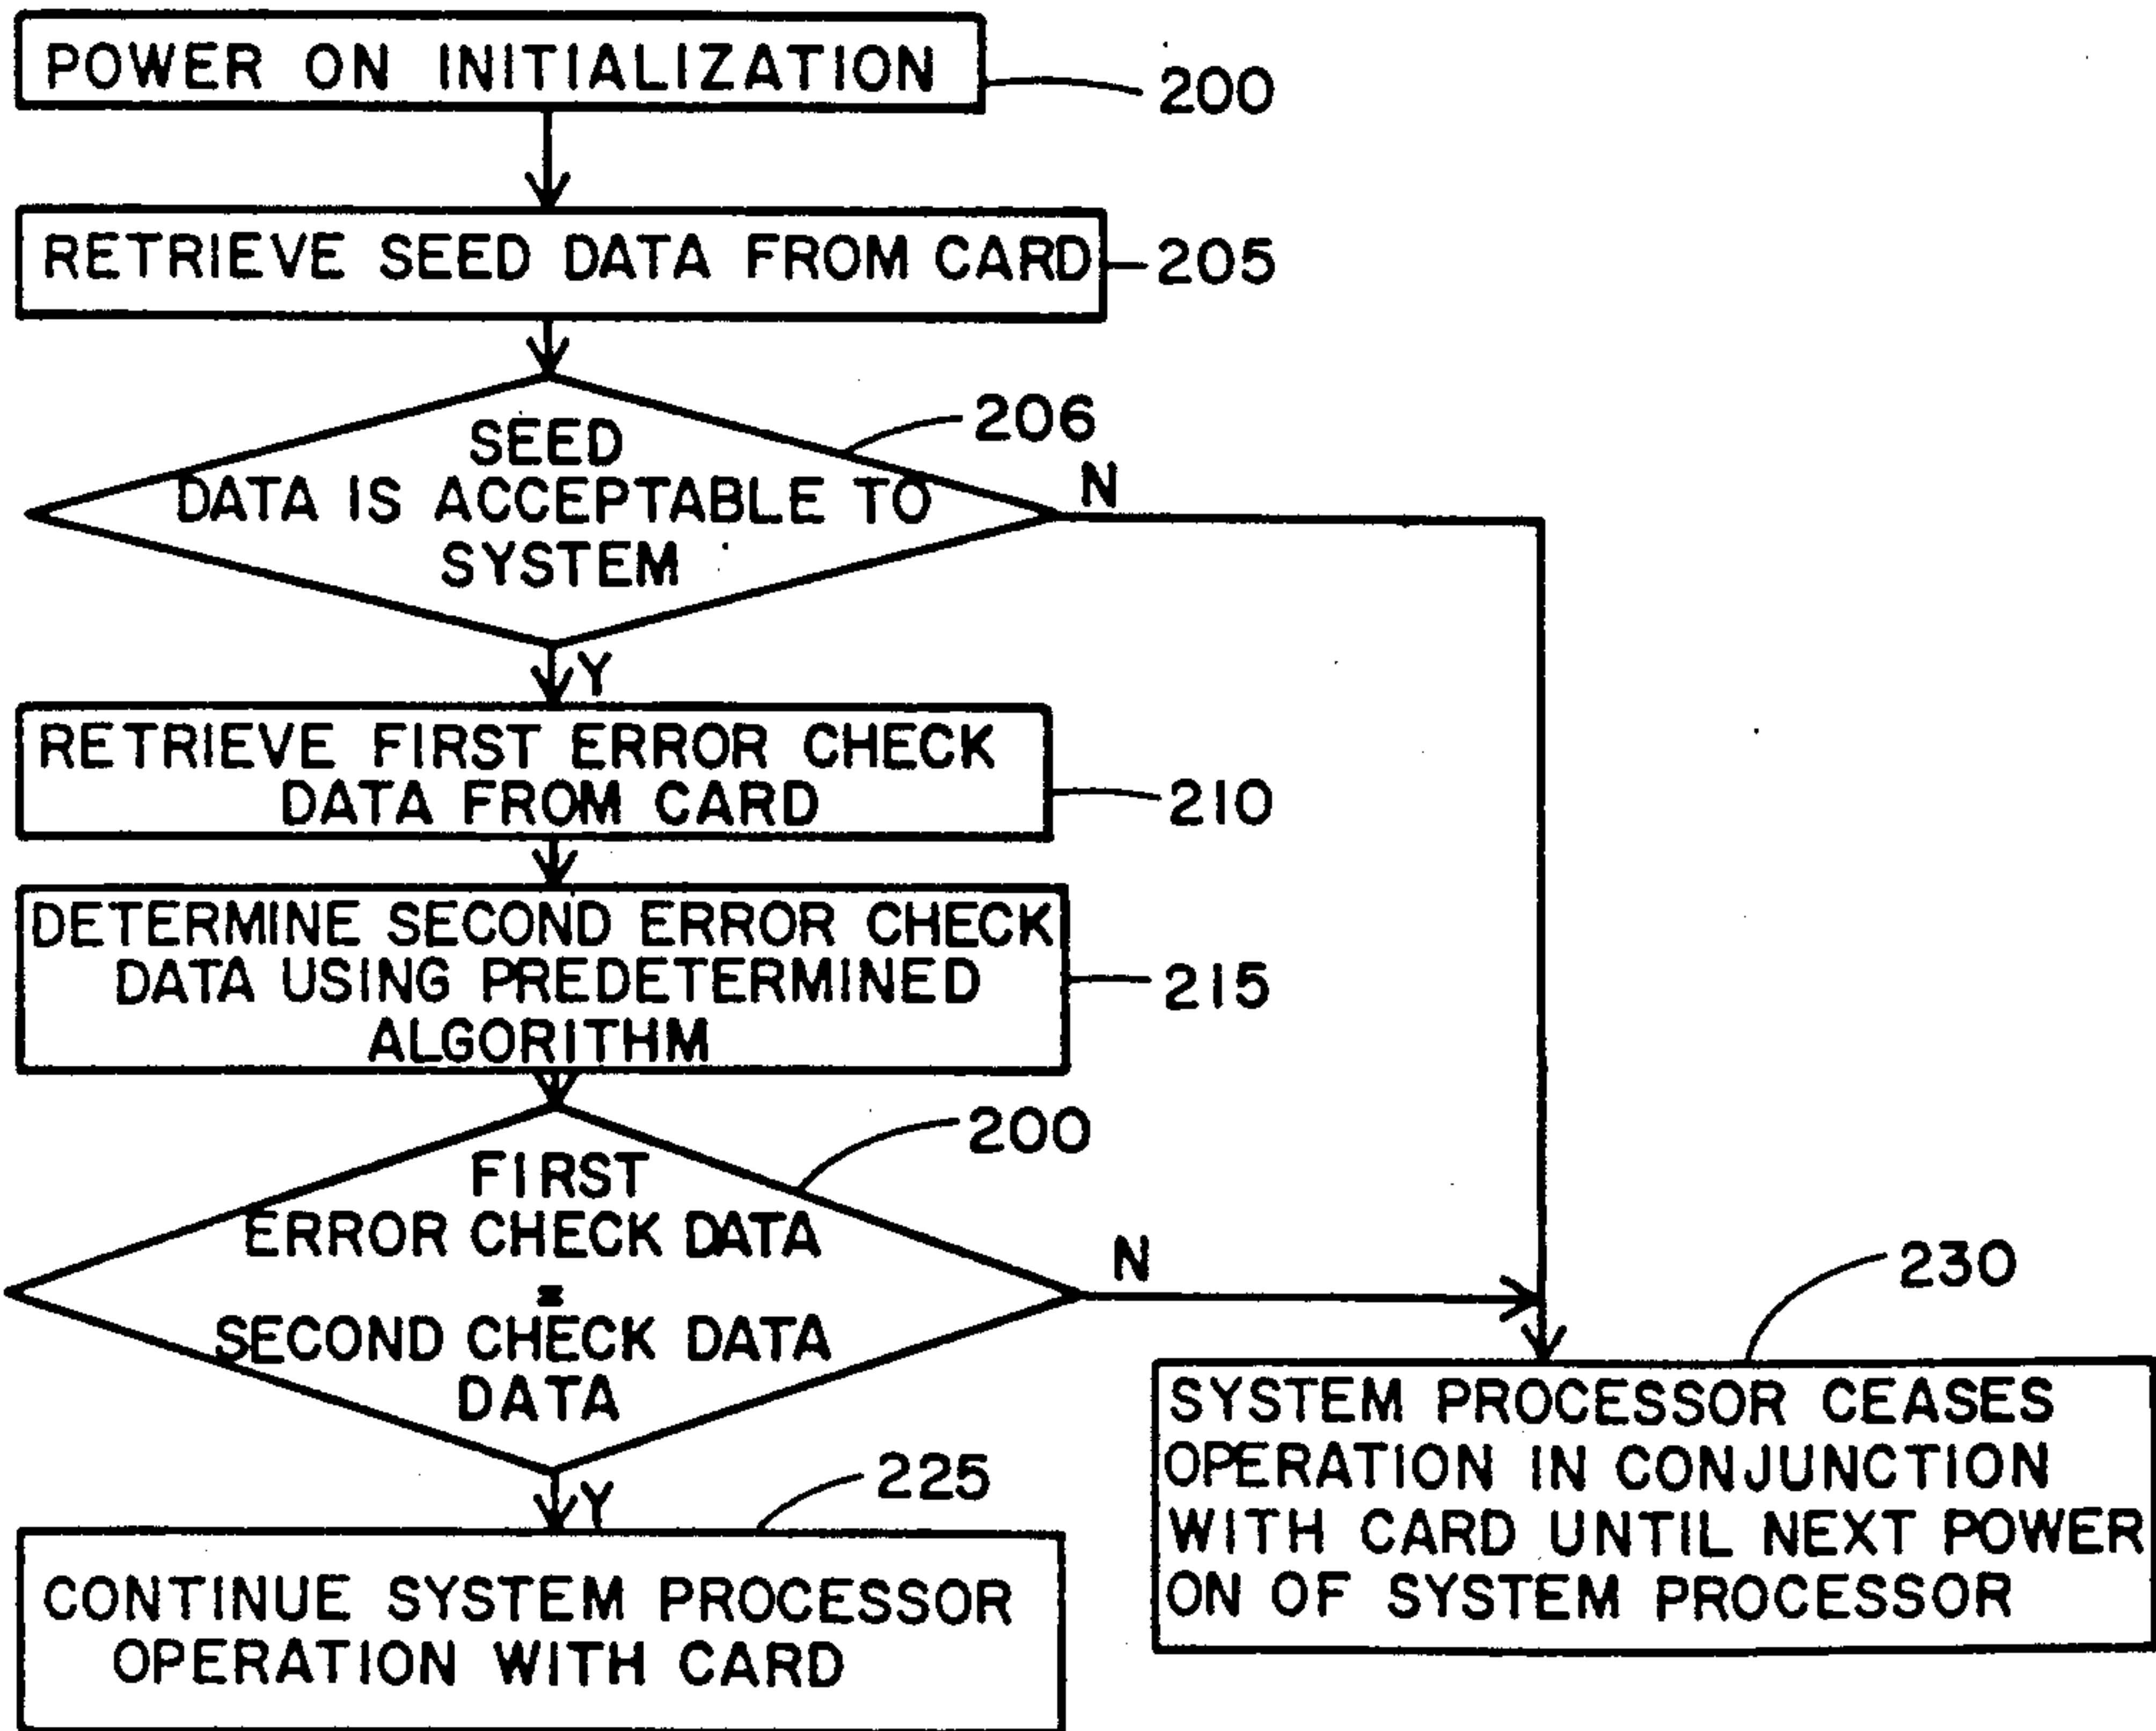 POWER ON INITIALIZATION
200
RETRIEVE SEED DATA FROM CARD
205
206
SEED
DATA IS ACCEPTABLE TO
SYSTEM
N
Y
RETRIEVE FIRST ERROR CHECK
DATA FROM CARD
210
DETERMINE SECOND ERROR CHECK
DATA USING PREDETERMINED
ALGORITHM
215
200
FIRST
ERROR CHECK DATA
=
SECOND CHECK DATA
DATA
N
Y
225
CONTINUE SYSTEM PROCESSOR
OPERATION WITH CARD
230
SYSTEM PROCESSOR CEASES
OPERATION IN CONJUNCTION
WITH CARD UNTIL NEXT POWER
ON OF SYSTEM PROCESSOR